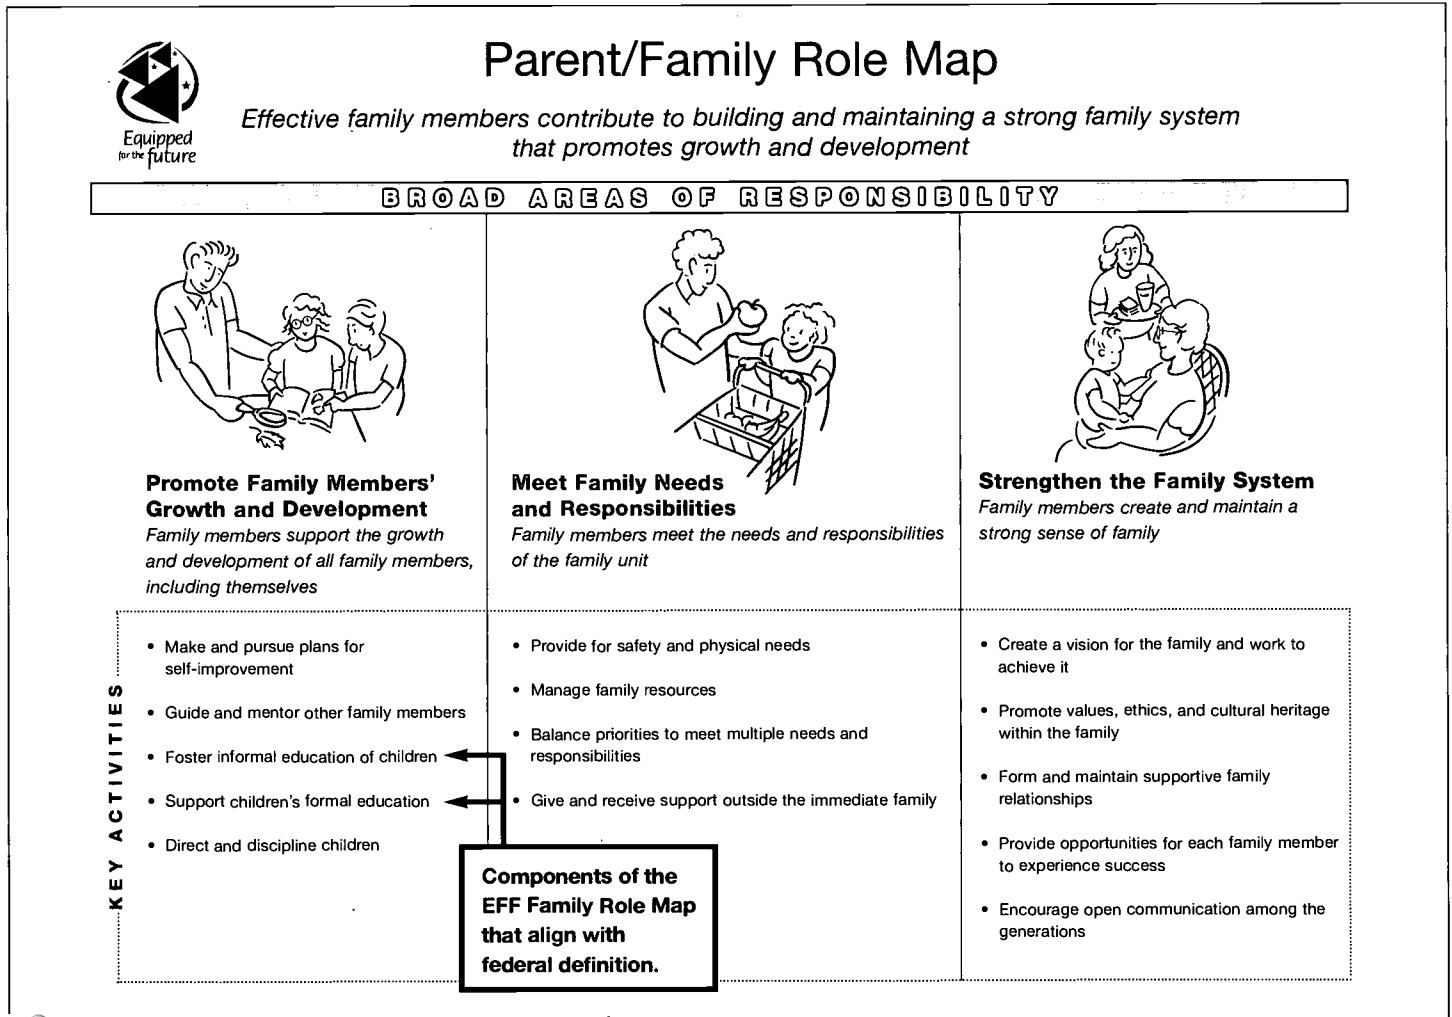 Parent/Family Role Map
Equipped
for the future
Effective family members contribute to building and maintaining a strong family system
that promotes growth and development
BROAD AREAS OF RESPONSIBILITY
Promote Family Members'
Growth and Development
Family members support the growth
and development of all family members,
including themselves
Meet Family Needs
and Responsibilities
Family members meet the needs and responsibilities
of the family unit
Strengthen the Family System
Family members create and maintain a
strong sense of family
KEY ACTIVITIES
• Make and pursue plans for
self-improvement
• Guide and mentor other family members
• Foster informal education of children
• Support children's formal education
• Direct and discipline children
• Provide for safety and physical needs
• Manage family resources
• Balance priorities to meet multiple needs and
responsibilities
• Give and receive support outside the immediate family
Components of the
EFF Family Role Map
that align with
federal definition.
• Create a vision for the family and work to
achieve it
• Promote values, ethics, and cultural heritage
within the family
• Form and maintain supportive family
relationships
• Provide opportunities for each family member
to experience success
• Encourage open communication among the
generations